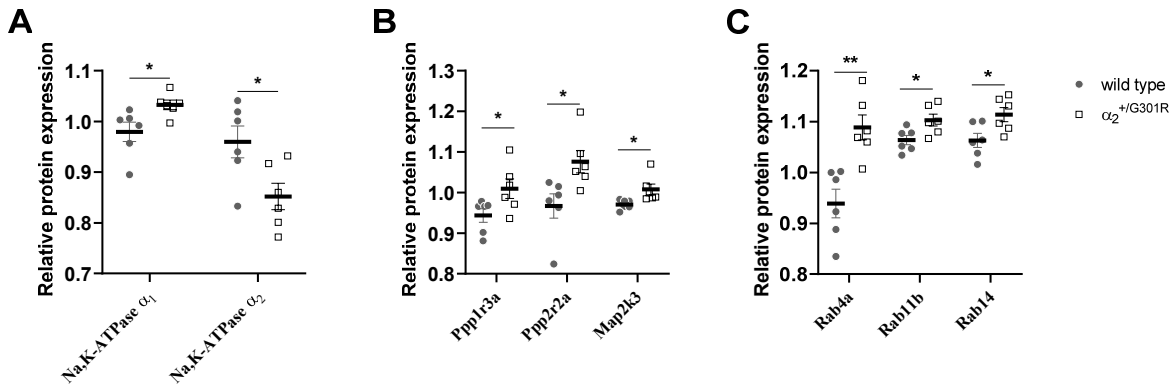 A
B
C
Relative protein expression
1.1
1.0
0.9
0.8
0.7
*
*
Na,K-ATPase α1
Na,K-ATPase α2
Relative protein expression
1.3
1.2
1.1
1.0
0.9
0.8
*
*
*
Ppp1r3a
Ppp2r2a
Map2k3
Relative protein expression
1.2
1.1
1.0
0.9
0.8
**
*
*
Rab4a
Rab11b
Rab14
wild type
α2+/G301R